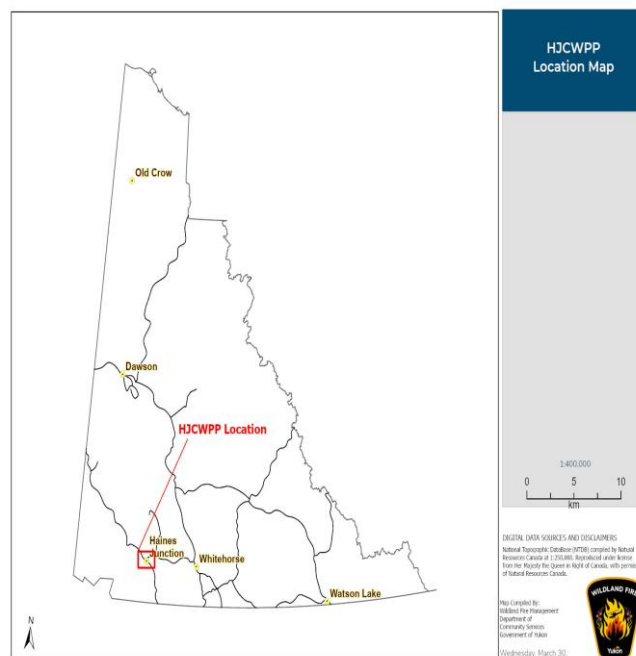 HJCWPP
Location Map
Old Crow
Dawson
HJCWPP Location
Haines
Junction
Whitehorse
Watson Lake
N
1:400,000
0 5 10
km
DIGITAL DATA SOURCES AND DISCLAIMERS
National Topographic DataBase (NTDB) compiled by Natural
Resources Canada at 1:250,000. Reproduced under license
from Her Majesty the Queen in Right of Canada, with permis
of Natural Resources Canada.
Map Compiled By:
Wildland Fire Management
Department of
Community Services
Government of Yukon
WILDLAND FIRE
Yukon
Wednesday, March 30,